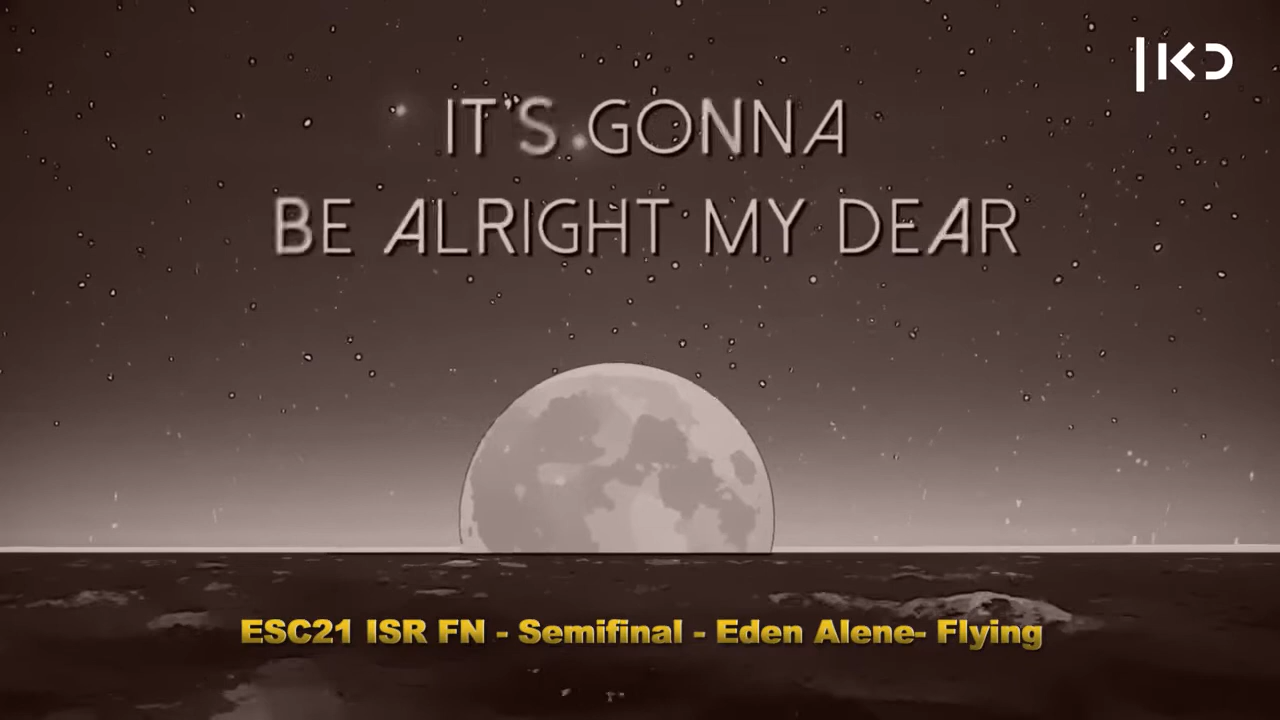 IT'S GONNA
BE ALRIGHT MY DEAR
ESC21 ISR FN - Semifinal - Eden Alene- Flying